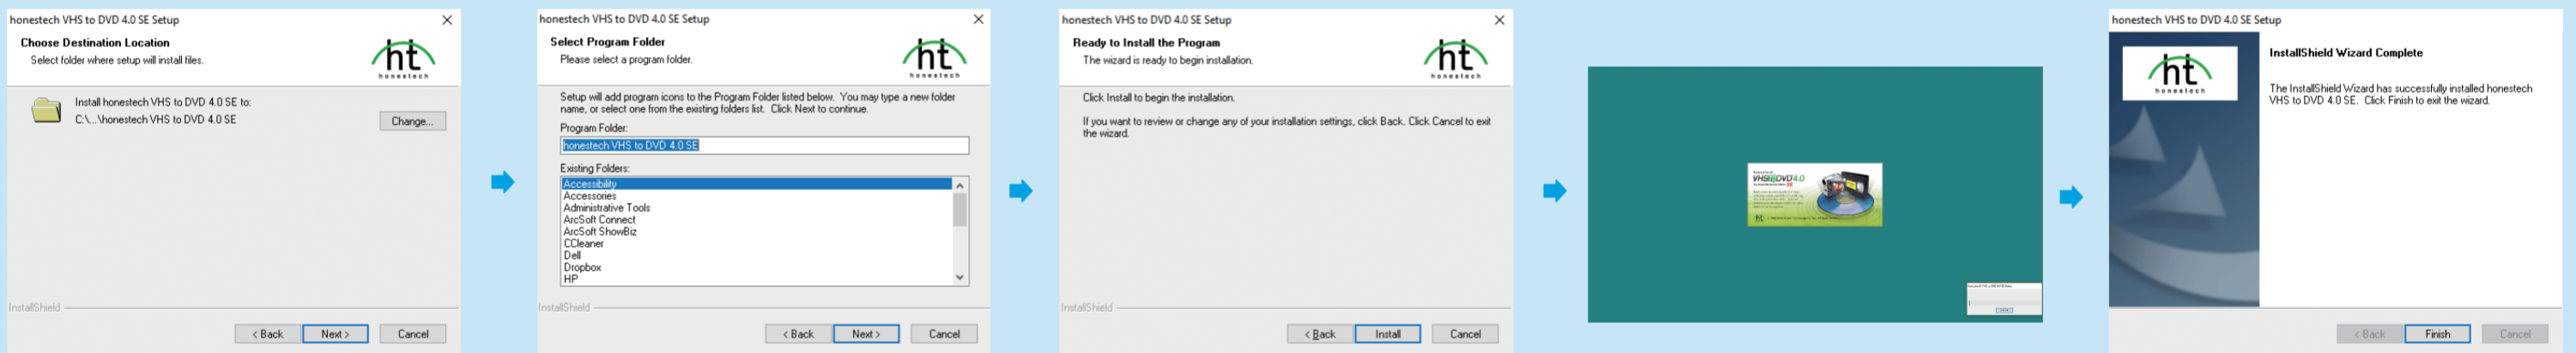 honestech VHS to DVD 4.0 SE Setup
Choose Destination Location
Select folder where setup will install files.
ht
honestech
Install honestech VHS to DVD 4.0 SE to:
C:\...\honestech VHS to DVD 4.0 SE
Change...
InstallShield
< Back
Next >
Cancel
honestech VHS to DVD 4.0 SE Setup
Select Program Folder
Please select a program folder.
ht
honestech
Setup will add program icons to the Program Folder listed below. You may type a new folder
name, or select one from the existing folders list. Click Next to continue.
Program Folder:
honestech VHS to DVD 4.0 SE
Existing Folders:
Accessibility
Accessories
Administrative Tools
ArcSoft Connect
ArcSoft ShowBiz
CCleaner
Dell
Dropbox
HP
InstallShield
< Back
Next >
Cancel
honestech VHS to DVD 4.0 SE Setup
Ready to Install the Program
The wizard is ready to begin installation.
ht
honestech
Click Install to begin the installation.
If you want to review or change any of your installation settings, click Back. Click Cancel to exit
the wizard.
InstallShield
< Back
Install
Cancel
VHS to DVD 4.0
ht
honestech VHS to DVD 4.0 SE Setup
ht
honestech
InstallShield Wizard Complete
The InstallShield Wizard has successfully installed honestech
VHS to DVD 4.0 SE. Click Finish to exit the wizard.
< Back
Finish
Cancel